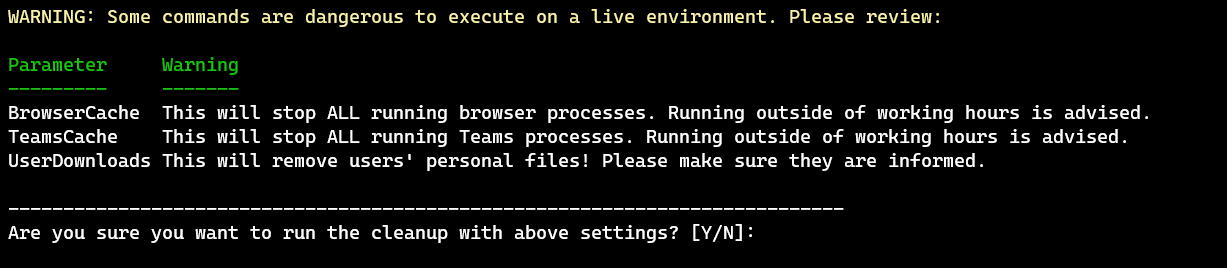 WARNING: Some commands are dangerous to execute on a live environment. Please review:
Parameter Warning
--------- -------
BrowserCache This will stop ALL running browser processes. Running outside of working hours is advised.
TeamsCache This will stop ALL running Teams processes. Running outside of working hours is advised.
UserDownloads This will remove users' personal files! Please make sure they are informed.
----------------------------------------------------------------------------
Are you sure you want to run the cleanup with above settings? [Y/N]: